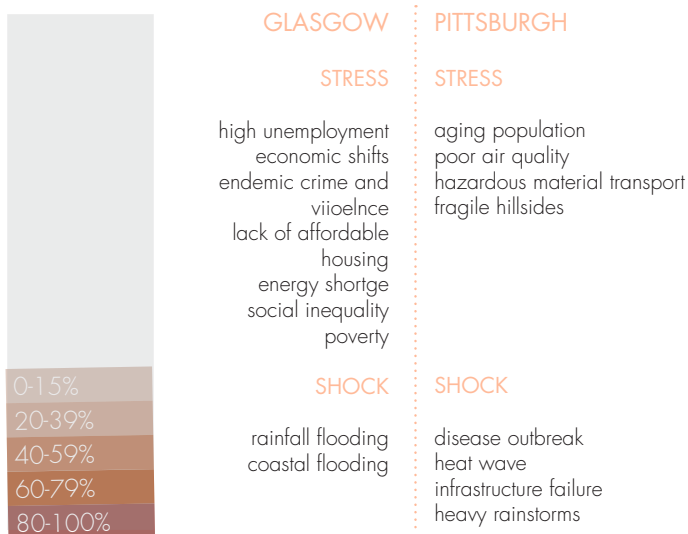 GLASGOW
STRESS
high unemployment
economic shifts
endemic crime and
viioelnce
lack of affordable
housing
energy shortge
social inequality
poverty
SHOCK
rainfall flooding
coastal flooding
PITTSBURGH
STRESS
aging population
poor air quality
hazardous material transport
fragile hillsides
SHOCK
disease outbreak
heat wave
infrastructure failure
heavy rainstorms
0-15%
20-39%
40-59%
60-79%
80-100%